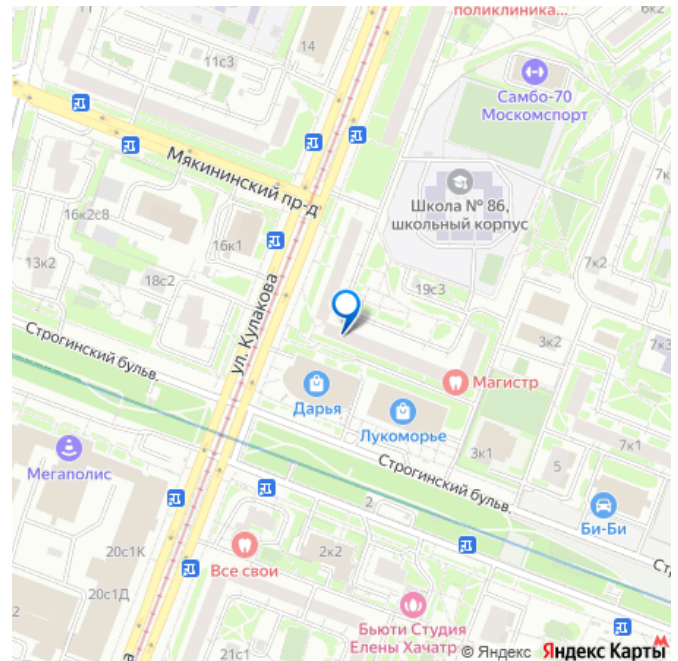 поликлиника...
6к2
14
11с3
Самбо-70
Москомспорт
Мякининский пр-д
Школа № 86,
школьный корпус
7к
16к2с8
16к1
7к2
13к2
18с2
19с3
ул. Кулакова
Строгинский бульв.
3к2
7к3
Магистр
Дарья
Лукоморье
3к1
7к1
Мегаполис
Строгинский бульв.
5
2
Би-Би
20с1К
2к2
Все свои
Ст
20с1Д
Бьюти Студия
Елены Хачатр...
21с1
а
© Яндекс Яндекс Карты